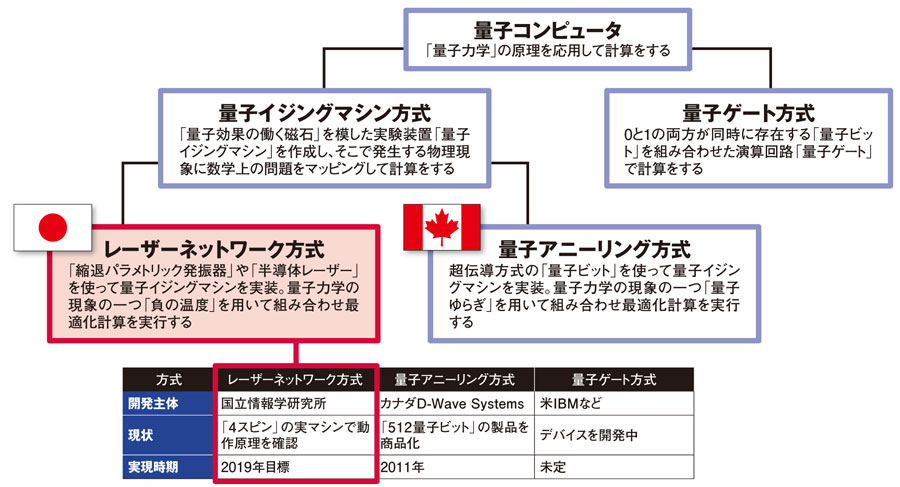 量子コンピュータ
「量子力学」の原理を応用して計算をする
量子イジングマシン方式
「量子効果の働く磁石」を模した実験装置「量子
イジングマシン」を作成し、そこで発生する物理現
象に数学上の問題をマッピングして計算をする
量子ゲート方式
0と1の両方が同時に存在する「量子ビッ
ト」を組み合わせた演算回路「量子ゲート」
で計算をする
レーザーネットワーク方式
「縮退パラメトリック発振器」や「半導体レーザー」
を使って量子イジングマシンを実装。量子力学の
現象の一つ「負の温度」を用いて組み合わせ最
適化計算を実行する
量子アニーリング方式
超伝導方式の「量子ビット」を使って量子イジン
グマシンを実装。量子力学の現象の一つ「量子
ゆらぎ」を用いて組み合わせ最適化計算を実行
する
方式 レーザーネットワーク方式 量子アニーリング方式 量子ゲート方式
開発主体 国立情報学研究所 カナダD-Wave Systems 米IBMなど
現状 「4スピン」の実マシンで動作原理を確認 「512量子ビット」の製品を商品化 デバイスを開発中
実現時期 2019年目標 2011年 未定